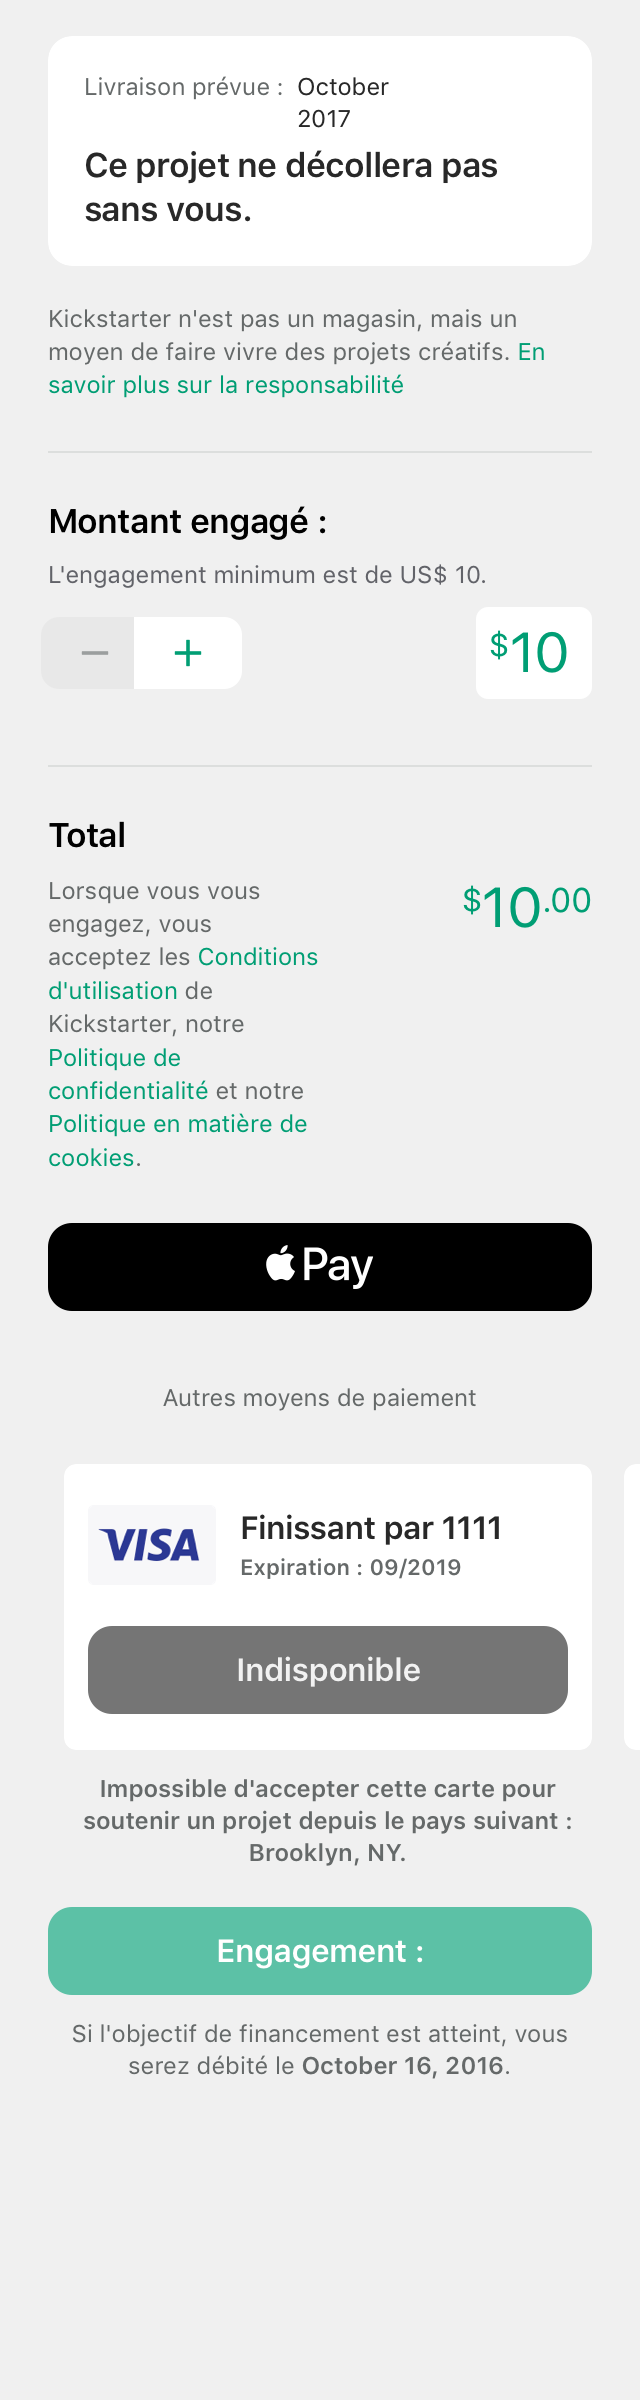 Livraison prévue : October
2017
Ce projet ne décollera pas
sans vous.
Kickstarter n'est pas un magasin, mais un
moyen de faire vivre des projets créatifs. En
savoir plus sur la responsabilité
Montant engagé :
L'engagement minimum est de US$ 10.
− +
$10
Total
Lorsque vous vous
engagez, vous
acceptez les Conditions
d'utilisation de
Kickstarter, notre
Politique de
confidentialité et notre
Politique en matière de
cookies.
$10.00
Pay
Autres moyens de paiement
VISA
Finissant par 1111
Expiration : 09/2019
Indisponible
Impossible d'accepter cette carte pour
soutenir un projet depuis le pays suivant :
Brooklyn, NY.
Engagement :
Si l'objectif de financement est atteint, vous
serez débité le October 16, 2016.